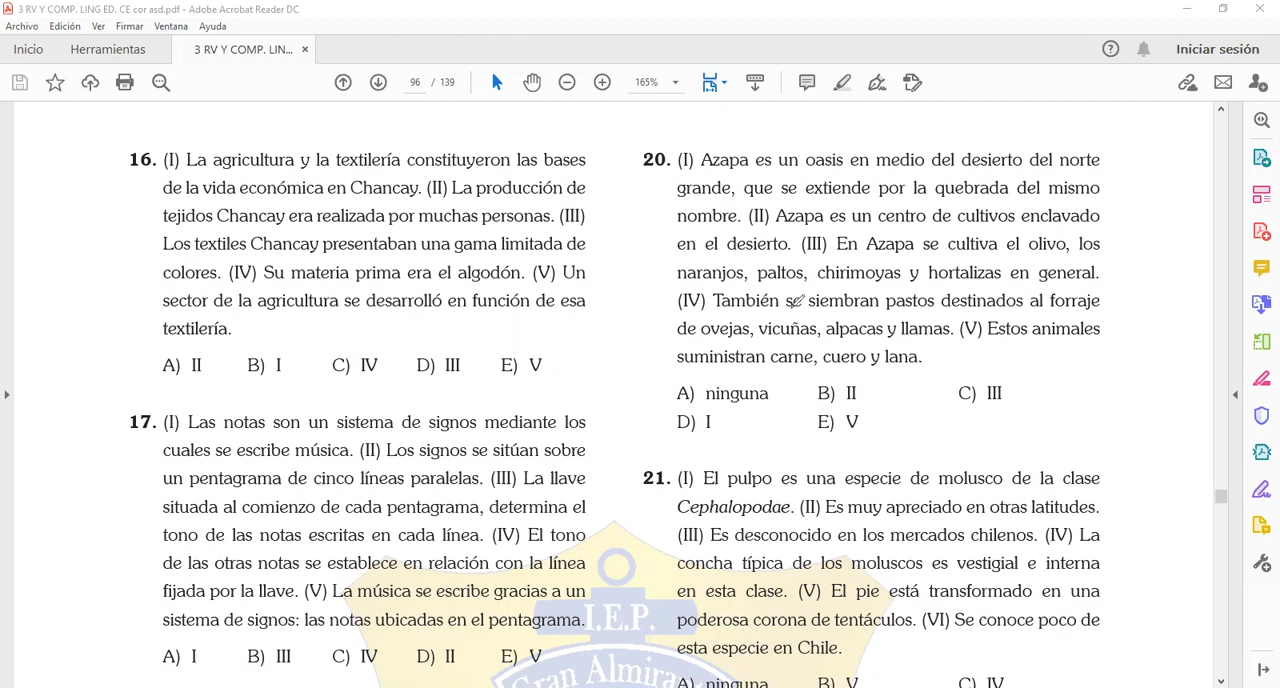 3 RV Y COMP. LING ED. CE cor asd.pdf - Adobe Acrobat Reader DC
Archivo Edición Ver Firmar Ventana Ayuda
Inicio Herramientas 3 RV Y COMP. LIN... × Iniciar sesión
96 / 139 165%
16. (I) La agricultura y la textilería constituyeron las bases
de la vida económica en Chancay. (II) La producción de
tejidos Chancay era realizada por muchas personas. (III)
Los textiles Chancay presentaban una gama limitada de
colores. (IV) Su materia prima era el algodón. (V) Un
sector de la agricultura se desarrolló en función de esa
textilería.
A) II B) I C) IV D) III E) V
17. (I) Las notas son un sistema de signos mediante los
cuales se escribe música. (II) Los signos se sitúan sobre
un pentagrama de cinco líneas paralelas. (III) La llave
situada al comienzo de cada pentagrama, determina el
tono de las notas escritas en cada línea. (IV) El tono
de las otras notas se establece en relación con la línea
fijada por la llave. (V) La música se escribe gracias a un
sistema de signos: las notas ubicadas en el pentagrama.
A) I B) III C) IV D) II E) V
20. (I) Azapa es un oasis en medio del desierto del norte
grande, que se extiende por la quebrada del mismo
nombre. (II) Azapa es un centro de cultivos enclavado
en el desierto. (III) En Azapa se cultiva el olivo, los
naranjos, paltos, chirimoyas y hortalizas en general.
(IV) También se siembran pastos destinados al forraje
de ovejas, vicuñas, alpacas y llamas. (V) Estos animales
suministran carne, cuero y lana.
A) ninguna B) II C) III
D) I E) V
21. (I) El pulpo es una especie de molusco de la clase
Cephalopodae. (II) Es muy apreciado en otras latitudes.
(III) Es desconocido en los mercados chilenos. (IV) La
concha típica de los moluscos es vestigial e interna
en esta clase. (V) El pie está transformado en una
poderosa corona de tentáculos. (VI) Se conoce poco de
esta especie en Chile.
A) ninguna B) V C) IV
I.E.P.
Gran Almira